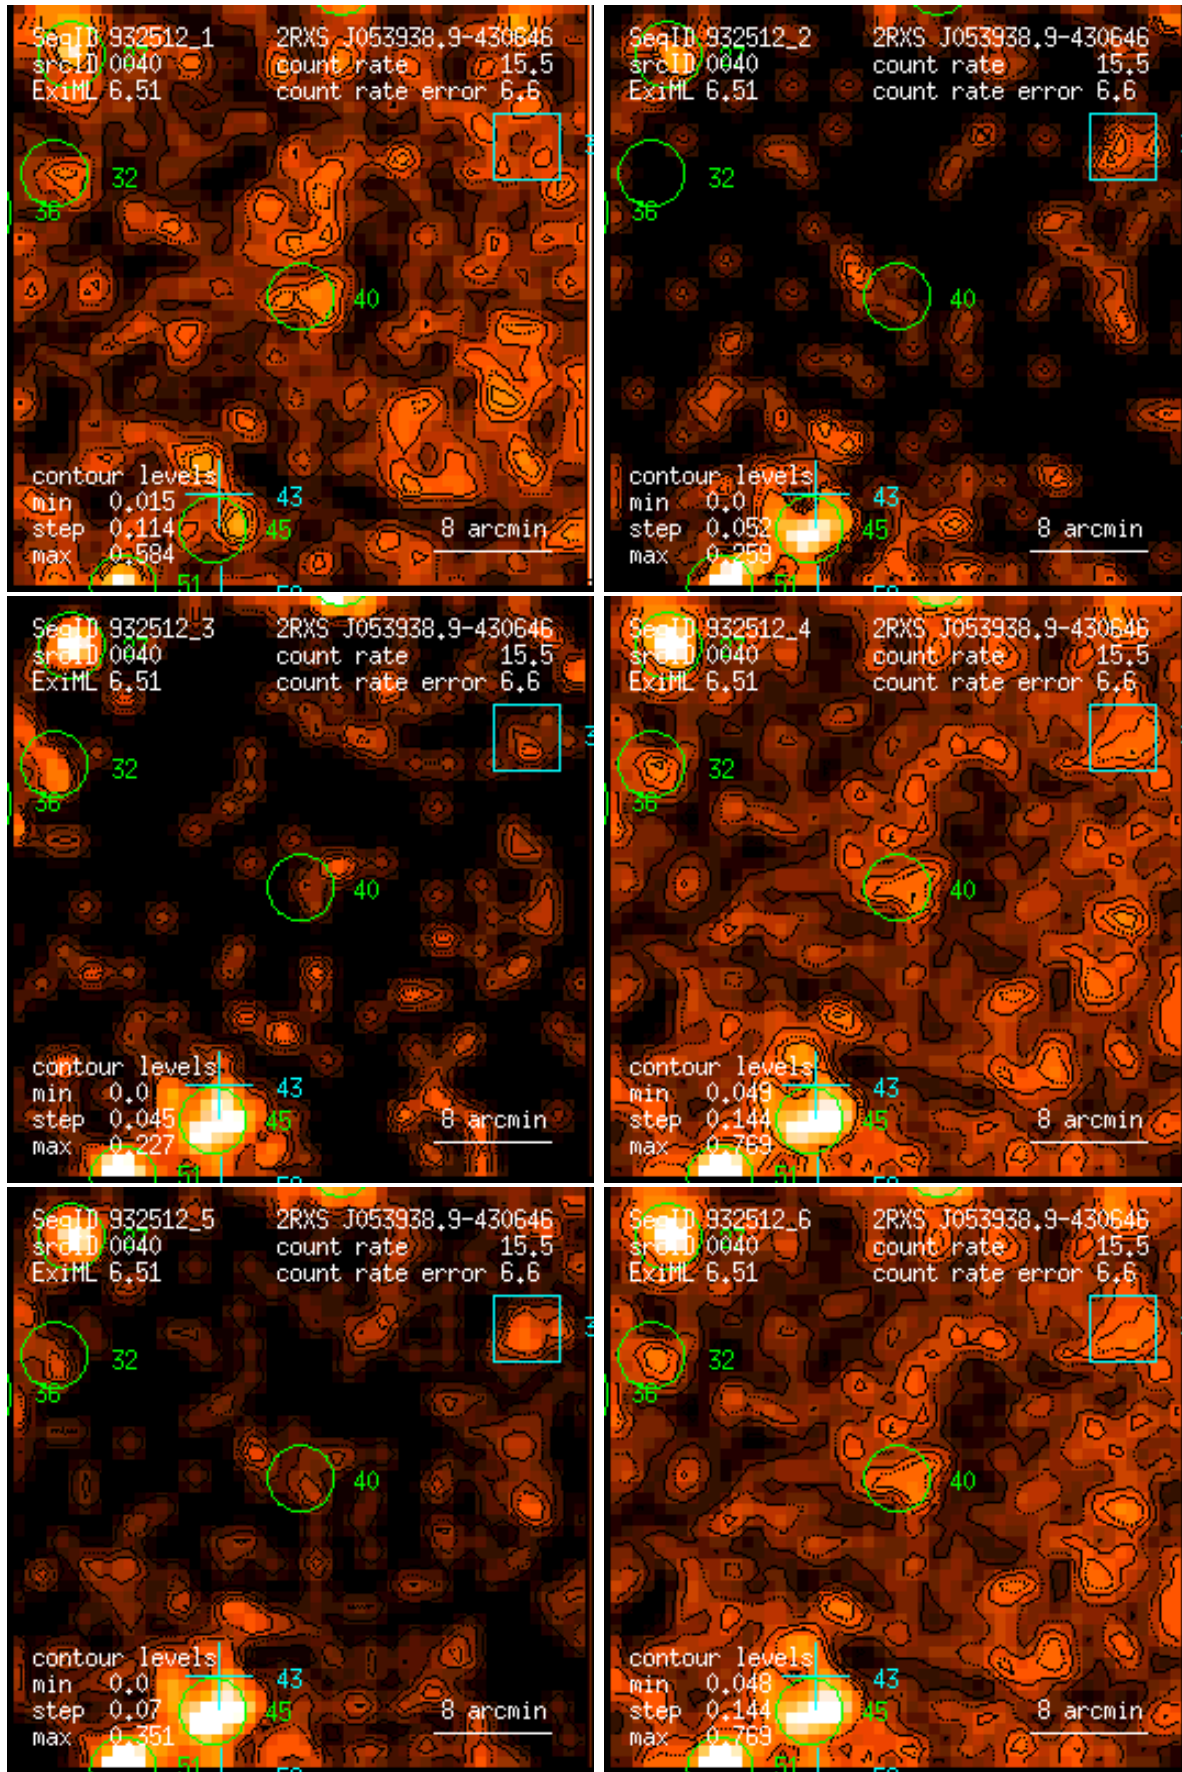 SeqID 932512_1 2RXS J053938.9-430646
srcID 0040 count rate 15.5
ExiML 6.51 count rate error 6.6
32
36
40
contour levels
min 0.015
43
step 0.114
45
8 arcmin
max 0.584
51
SeqID 932512_2 2RXS J053938.9-430646
srcID 0040 count rate 15.5
ExiML 6.51 count rate error 6.6
32
36
40
contour levels
min 0.0
43
step 0.052
45
8 arcmin
max 0.259
51
SeqID 932512_3 2RXS J053938.9-430646
srcID 0040 count rate 15.5
ExiML 6.51 count rate error 6.6
32
36
40
contour levels
min 0.0
43
step 0.045
45
8 arcmin
max 0.227
51
SeqID 932512_4 2RXS J053938.9-430646
srcID 0040 count rate 15.5
ExiML 6.51 count rate error 6.6
32
36
40
contour levels
min 0.049
43
step 0.144
45
8 arcmin
max 0.769
51
SeqID 932512_5 2RXS J053938.9-430646
srcID 0040 count rate 15.5
ExiML 6.51 count rate error 6.6
32
36
40
contour levels
min 0.0
43
step 0.07
45
8 arcmin
max 0.351
51
SeqID 932512_6 2RXS J053938.9-430646
srcID 0040 count rate 15.5
ExiML 6.51 count rate error 6.6
32
36
40
contour levels
min 0.048
43
step 0.144
45
8 arcmin
max 0.769
51